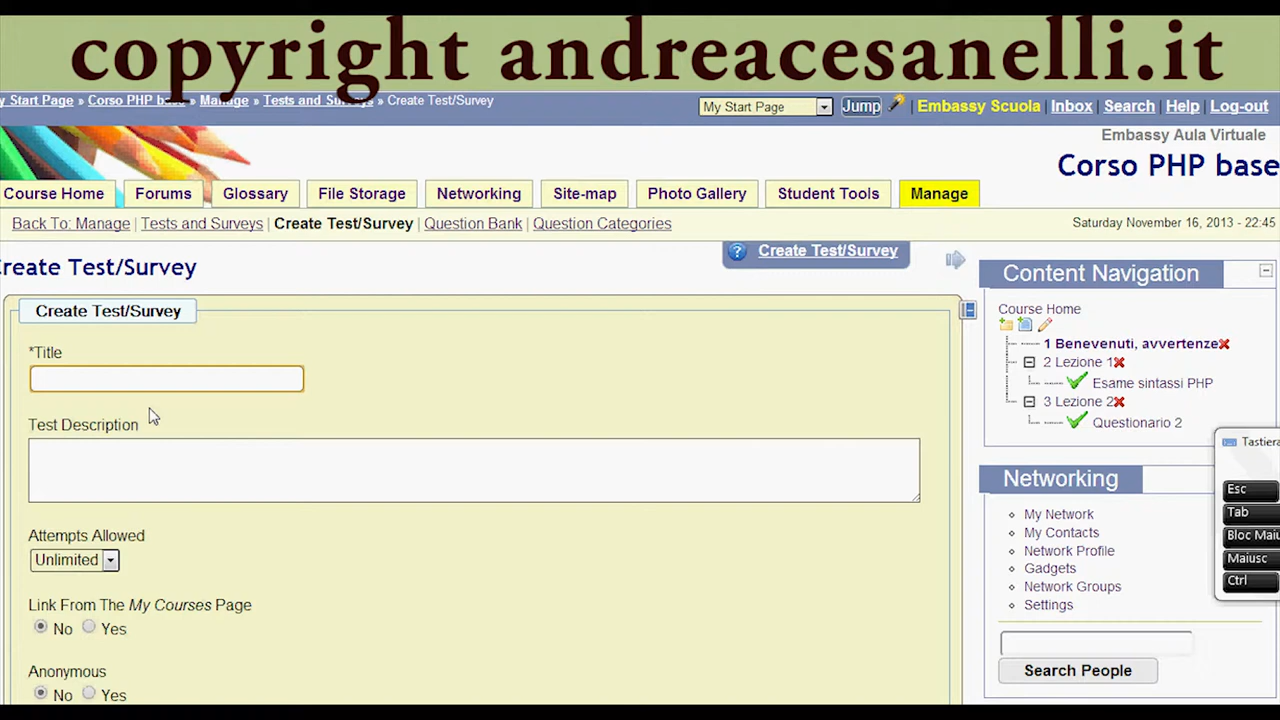 copyright andreacesanelli.it
y Start Page » Corso PHP base » Manage » Tests and Surveys » Create Test/Survey
My Start Page Jump | Embassy Scuola | Inbox | Search | Help | Log-out
Embassy Aula Virtuale
Corso PHP base
Course Home Forums Glossary File Storage Networking Site-map Photo Gallery Student Tools Manage
Back To: Manage | Tests and Surveys | Create Test/Survey | Question Bank | Question Categories
Saturday November 16, 2013 - 22:45
Create Test/Survey
reate Test/Survey
Create Test/Survey
*Title
Test Description
Attempts Allowed
Unlimited
Link From The My Courses Page
No Yes
Anonymous
No Yes
Content Navigation
Course Home
1 Benevenuti, avvertenze
2 Lezione 1
Esame sintassi PHP
3 Lezione 2
Questionario 2
Networking
My Network
My Contacts
Network Profile
Gadgets
Network Groups
Settings
Search People
Tastiera
Esc
Tab
Bloc Maiu
Maiusc
Ctrl